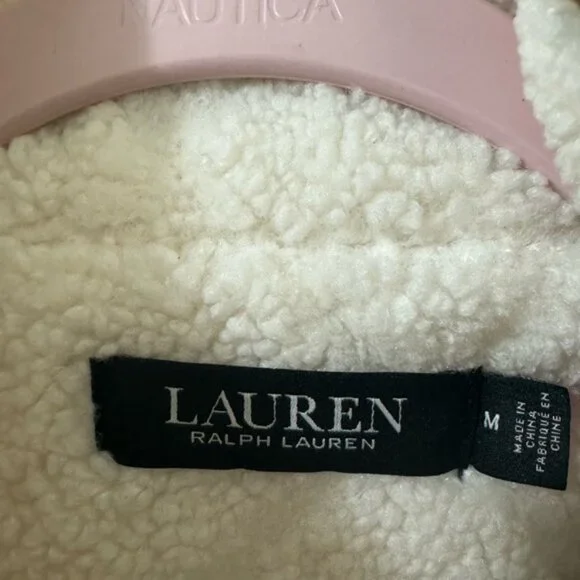 NAUTICA
LAUREN
RALPH LAUREN
M
MADE IN
CHINA
FABRIQUÉ EN
CHINE